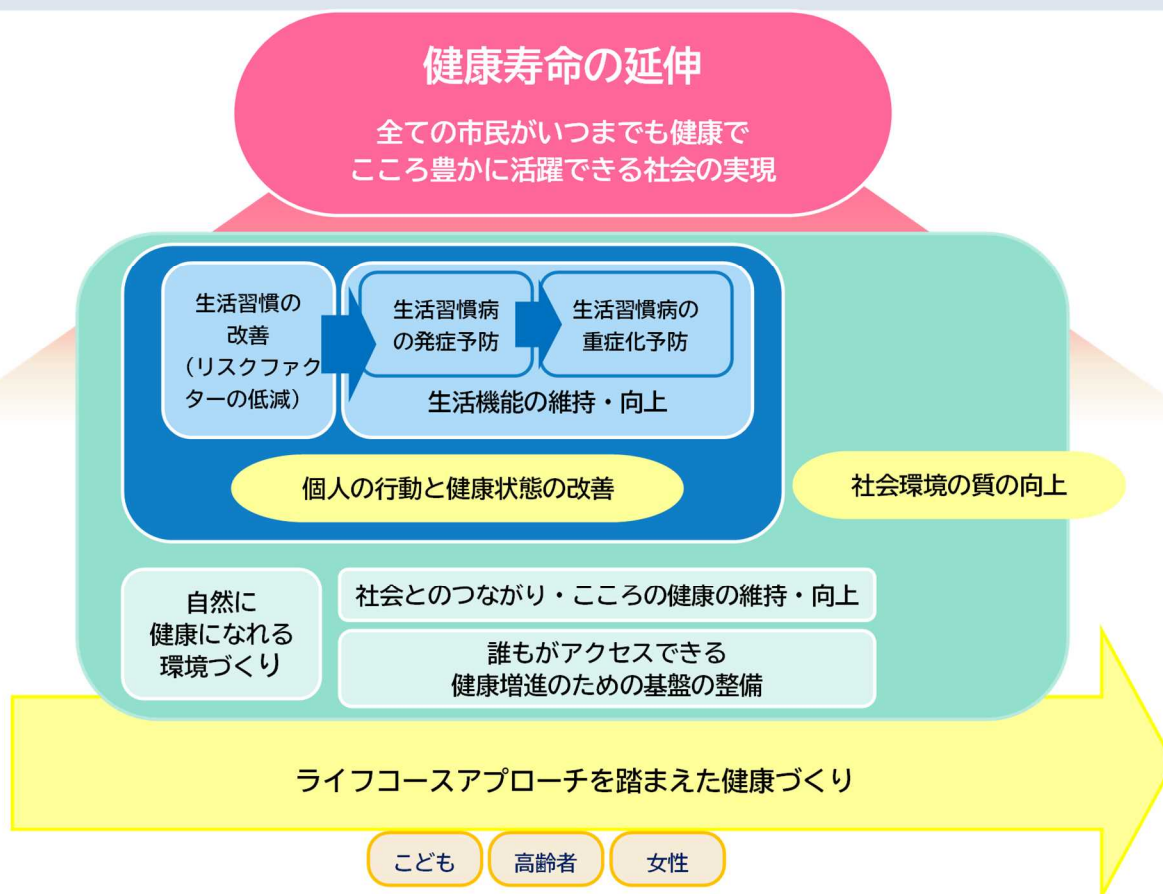 健康寿命の延伸
全ての市民がいつまでも健康で
こころ豊かに活躍できる社会の実現
生活習慣の
改善
（リスクファク
ターの低減）
生活習慣病
の発症予防
生活習慣病の
重症化予防
生活機能の維持・向上
個人の行動と健康状態の改善
社会環境の質の向上
自然に
健康になれる
環境づくり
社会とのつながり・こころの健康の維持・向上
誰もがアクセスできる
健康増進のための基盤の整備
ライフコースアプローチを踏まえた健康づくり
こども
高齢者
女性